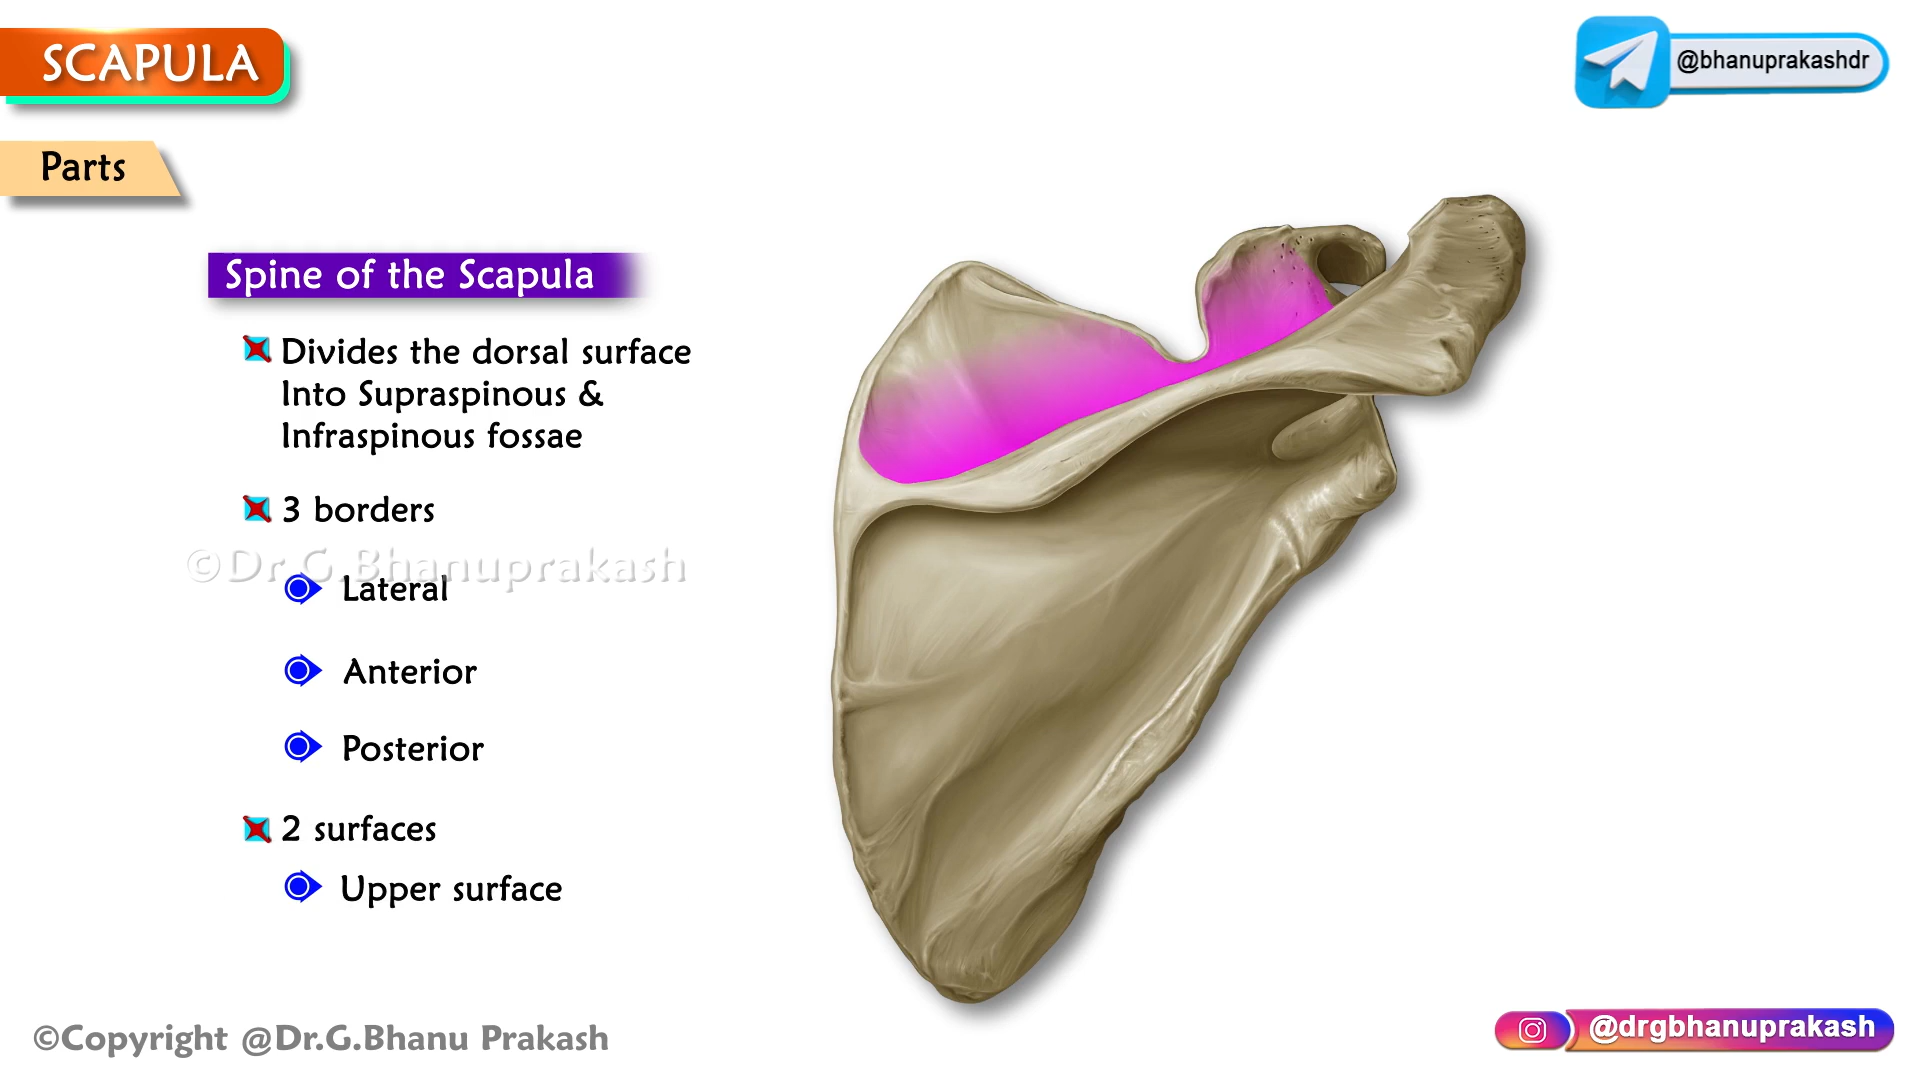 SCAPULA
@bhanuprakashdr
Parts
Spine of the Scapula
Divides the dorsal surface
Into Supraspinous &
Infraspinous fossae
3 borders
©Dr.G.Bhanuprakash
Lateral
Anterior
Posterior
2 surfaces
Upper surface
©Copyright @Dr.G.Bhanu Prakash
@drgbhanuprakash